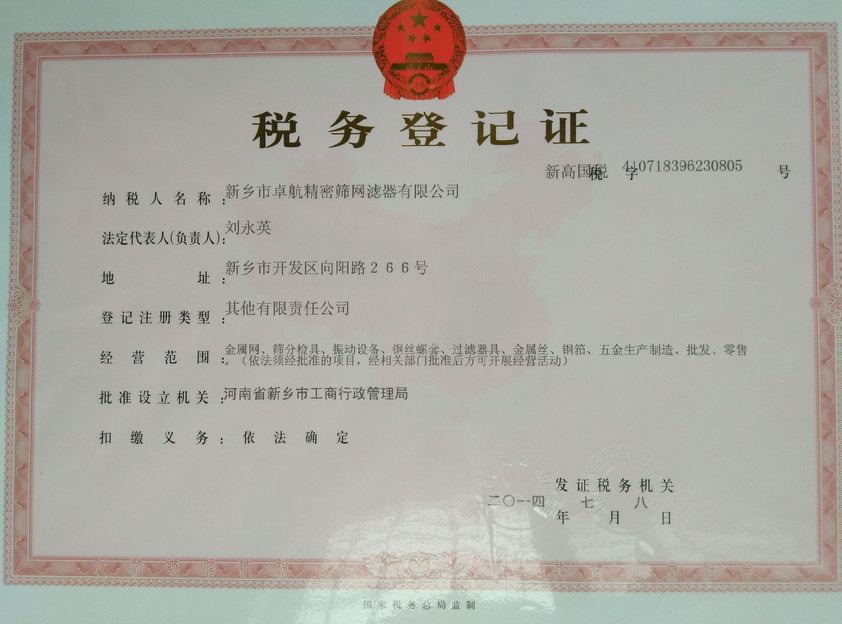 税务登记证
新高国税 税字 410718396230805 号
纳税人名称：新乡市卓航精密筛网滤器有限公司
法定代表人(负责人)：刘永英
地址：新乡市开发区向阳路２６６号
登记注册类型：其他有限责任公司
经营范围：金属网、筛分检具、振动设备、钢丝螺套、过滤器具、金属丝、钢箔、五金生产制造、批发、零售
。（依法须经批准的项目，经相关部门批准后方可开展经营活动）
批准设立机关：河南省新乡市工商行政管理局
扣缴义务：依法确定
发证税务机关
二〇一四 七 八
年 月 日
国家税务总局监制